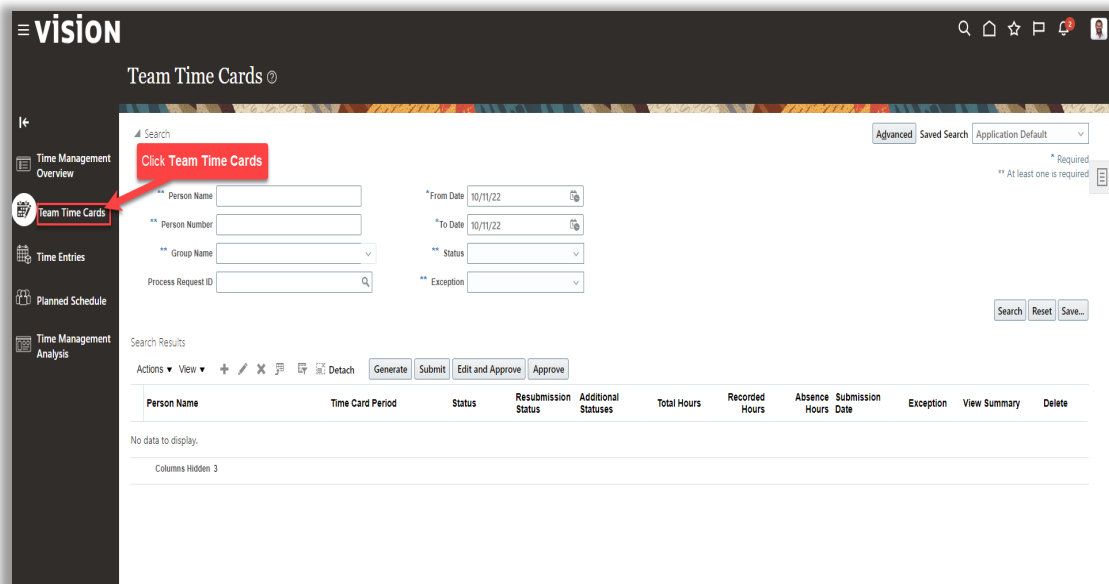 vision
2
Team Time Cards
Search
Advanced Saved Search Application Default
* Required
** At least one is required
Time Management
Overview
Team Time Cards
Time Entries
Planned Schedule
Time Management
Analysis
Click Team Time Cards
** Person Name
* From Date 10/11/22
** Person Number
* To Date 10/11/22
** Group Name
** Status
Process Request ID
** Exception
Search Reset Save...
Search Results
Actions View Detach Generate Submit Edit and Approve Approve
Person Name Time Card Period Status Resubmission Status Additional Statuses Total Hours Recorded Hours Absence Hours Submission Date Exception View Summary Delete
No data to display.
Columns Hidden 3